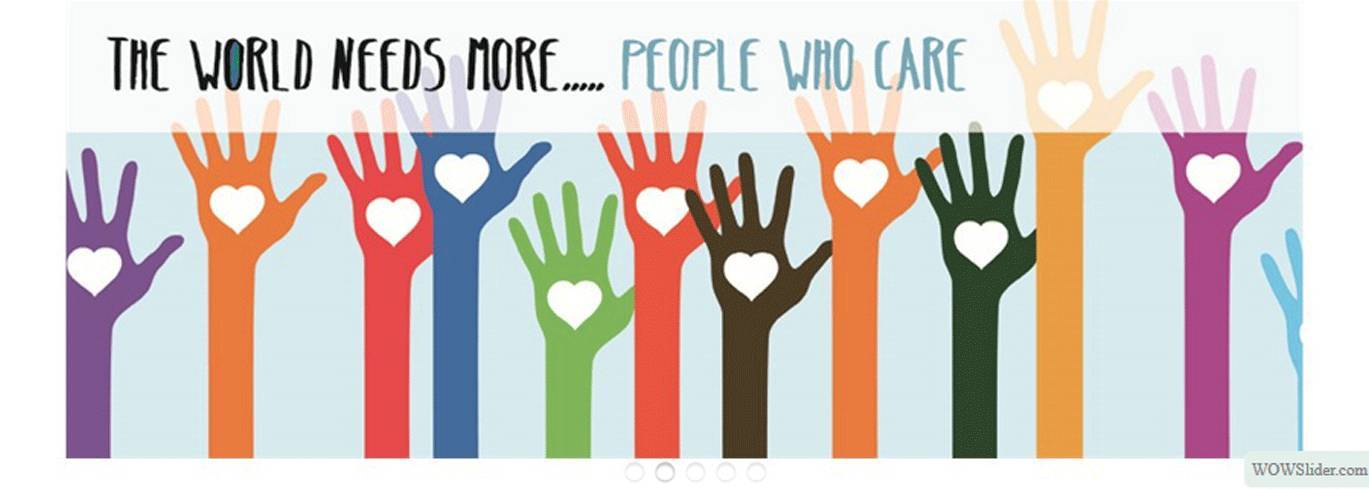 THE WORLD NEEDS MORE..... PEOPLE WHO CARE
WOWSlider.com